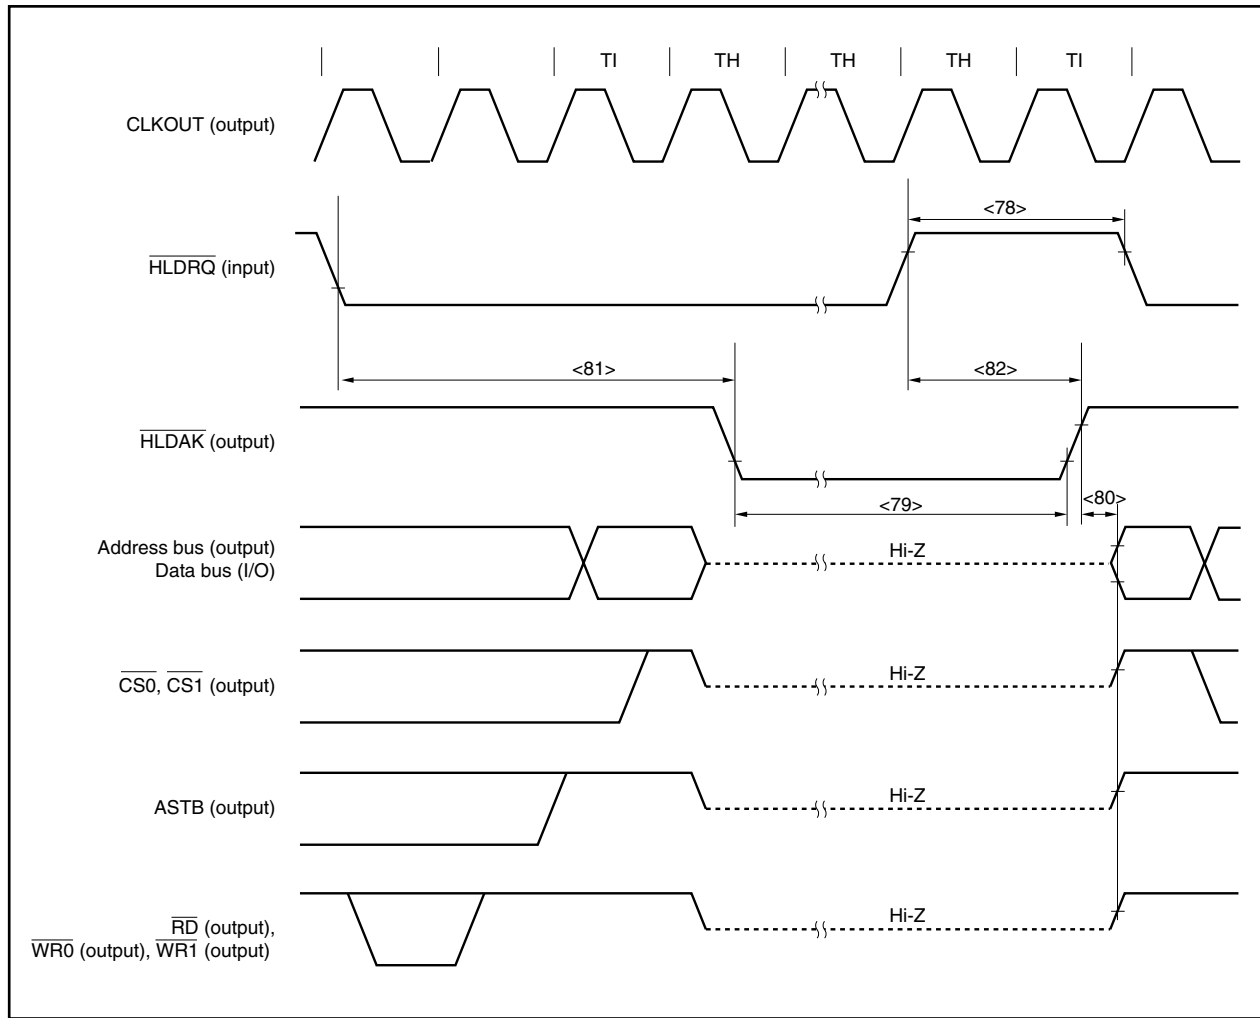 TI TH TH TH TI
CLKOUT (output)
<78>
HLDRQ (input)
<81> <82>
HLDAK (output)
<79> <80>
Address bus (output)
Data bus (I/O)
Hi-Z
CS0, CS1 (output)
Hi-Z
ASTB (output)
Hi-Z
RD (output),
WR0 (output), WR1 (output)
Hi-Z